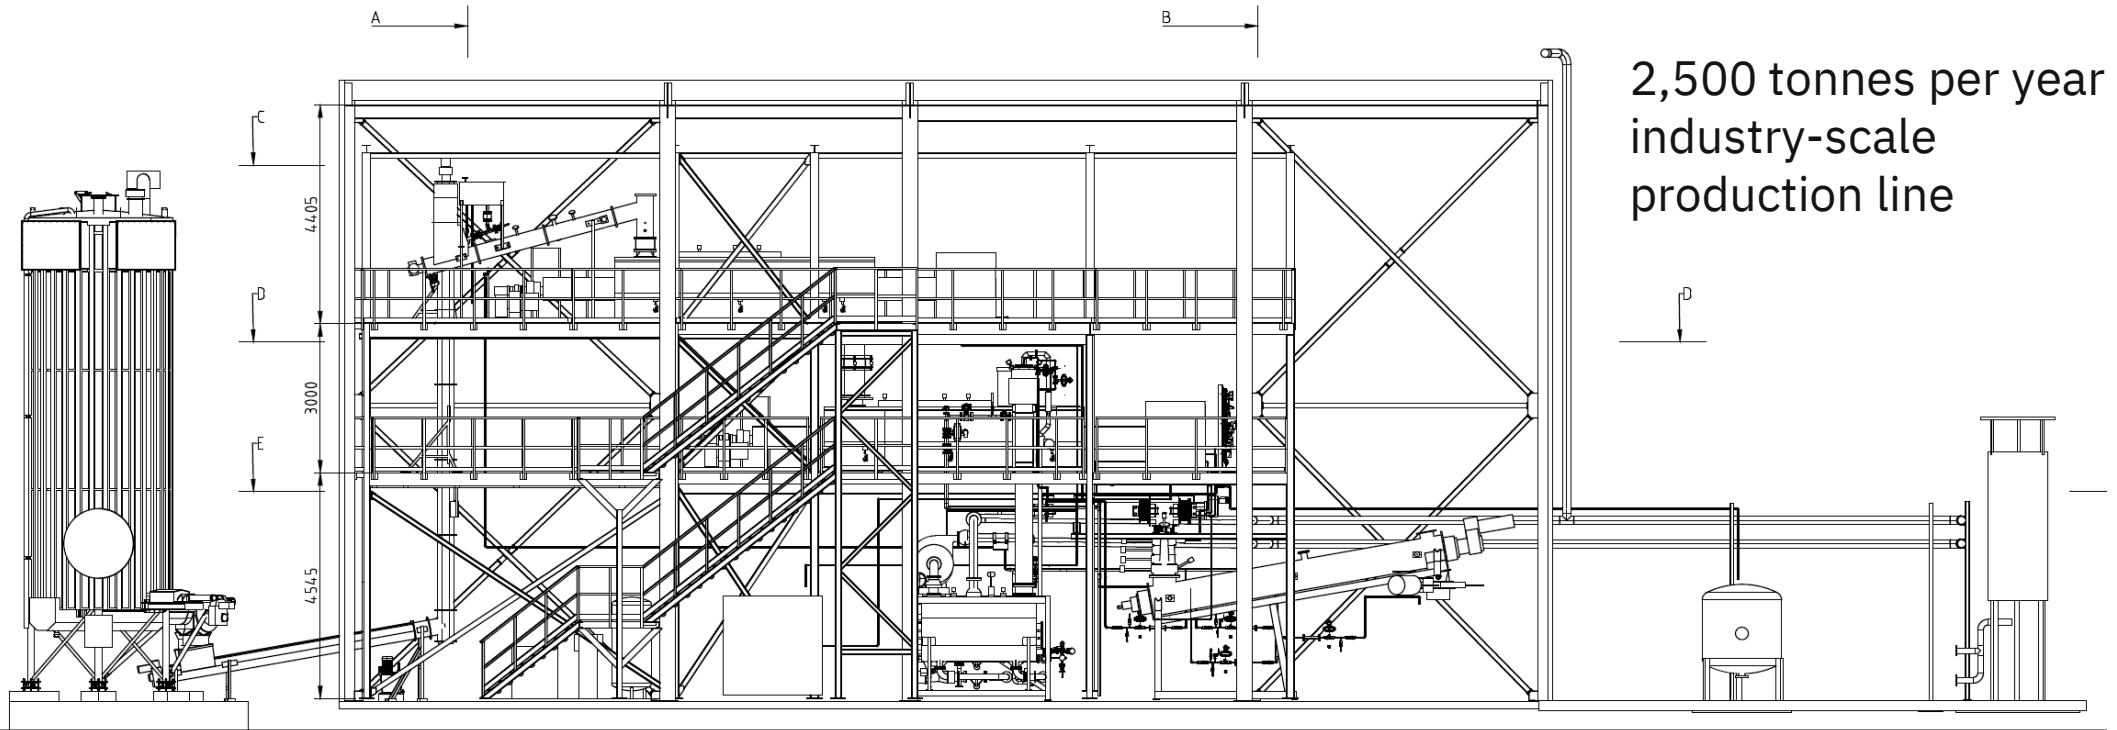 A
B
2,500 tonnes per year
industry-scale
production line
C
4405
D
D
3000
E
4545